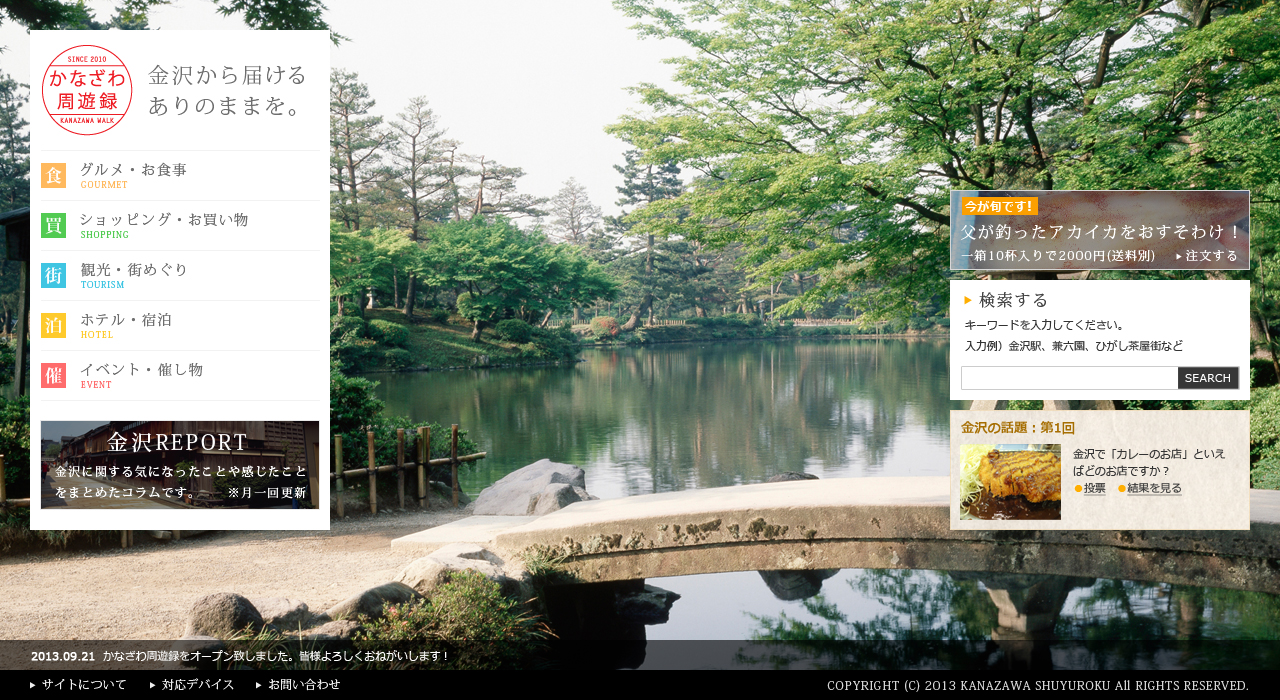 SINCE 2010
かなざわ
周遊録
KANAZAWA WALK
金沢から届ける
ありのままを。
食
グルメ・お食事
GOURMET
買
ショッピング・お買い物
SHOPPING
街
観光・街めぐり
TOURISM
泊
ホテル・宿泊
HOTEL
催
イベント・催し物
EVENT
金沢REPORT
金沢に関する気になったことや感じたこと
をまとめたコラムです。 ※月一回更新
今が旬です!
父が釣ったアカイカをおすそわけ！
一箱10杯入りで2000円(送料別) 注文する
検索する
キーワードを入力してください。
入力例）金沢駅、兼六園、ひがし茶屋街など
SEARCH
金沢の話題：第1回
金沢で「カレーのお店」といえ
ばどのお店ですか？
●投票 ●結果を見る
2013.09.21 かなざわ周遊録をオープン致しました。皆様よろしくおねがいします！
サイトについて 対応デバイス お問い合わせ
COPYRIGHT (C) 2013 KANAZAWA SHUYUROKU All RIGHTS RESERVED.